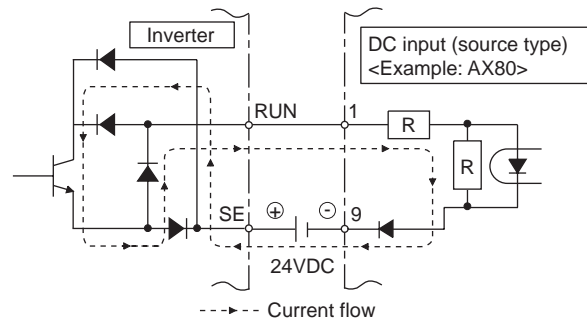 Inverter
DC input (source type)
<Example: AX80>
RUN
1
R
R
SE
⊕
⊖
9
24VDC
Current flow